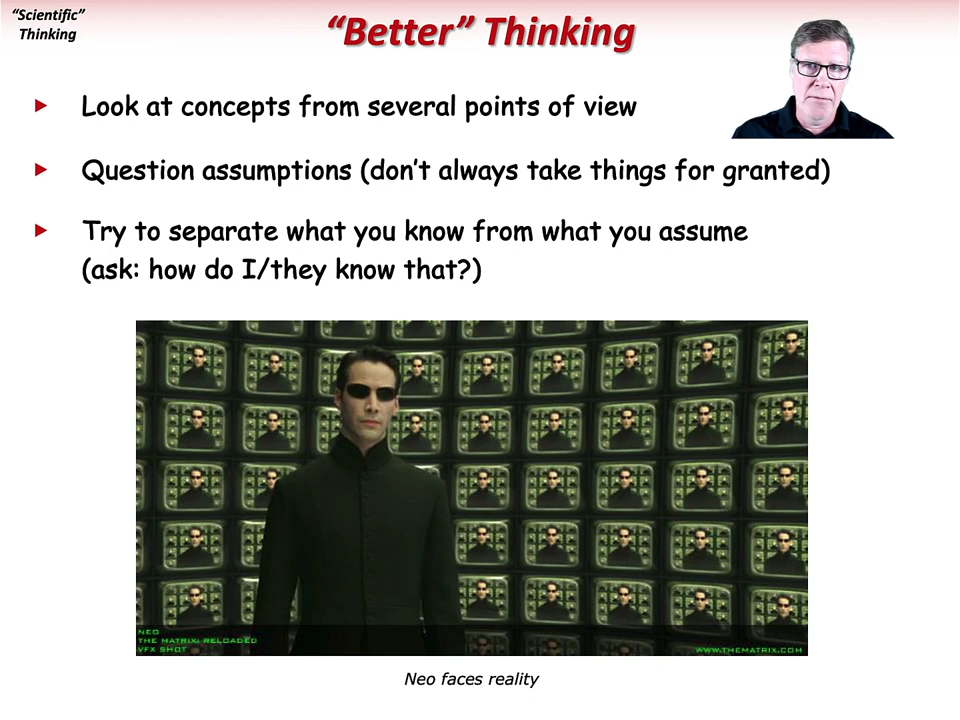 “Scientific”
Thinking
“Better” Thinking
Look at concepts from several points of view
Question assumptions (don’t always take things for granted)
Try to separate what you know from what you assume
(ask: how do I/they know that?)
NEO
THE MATRIX: RELOADED
VFX SHOT
WWW.THEMATRIX.COM
Neo faces reality